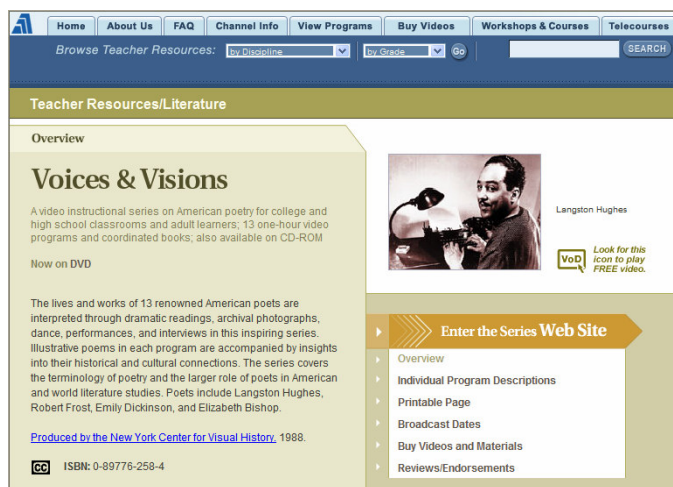 Home About Us FAQ Channel Info View Programs Buy Videos Workshops & Courses Telecourses
Browse Teacher Resources: by Discipline by Grade Go SEARCH
Teacher Resources/Literature
Overview
Voices & Visions
A video instructional series on American poetry for college and
high school classrooms and adult learners; 13 one-hour video
programs and coordinated books; also available on CD-ROM
Now on DVD
The lives and works of 13 renowned American poets are
interpreted through dramatic readings, archival photographs,
dance, performances, and interviews in this inspiring series.
Illustrative poems in each program are accompanied by insights
into their historical and cultural connections. The series covers
the terminology of poetry and the larger role of poets in American
and world literature studies. Poets include Langston Hughes,
Robert Frost, Emily Dickinson, and Elizabeth Bishop.
Produced by the New York Center for Visual History. 1988.
CC ISBN: 0-89776-258-4
Langston Hughes
VoD
Look for this
icon to play
FREE video.
Enter the Series Web Site
Overview
Individual Program Descriptions
Printable Page
Broadcast Dates
Buy Videos and Materials
Reviews/Endorsements